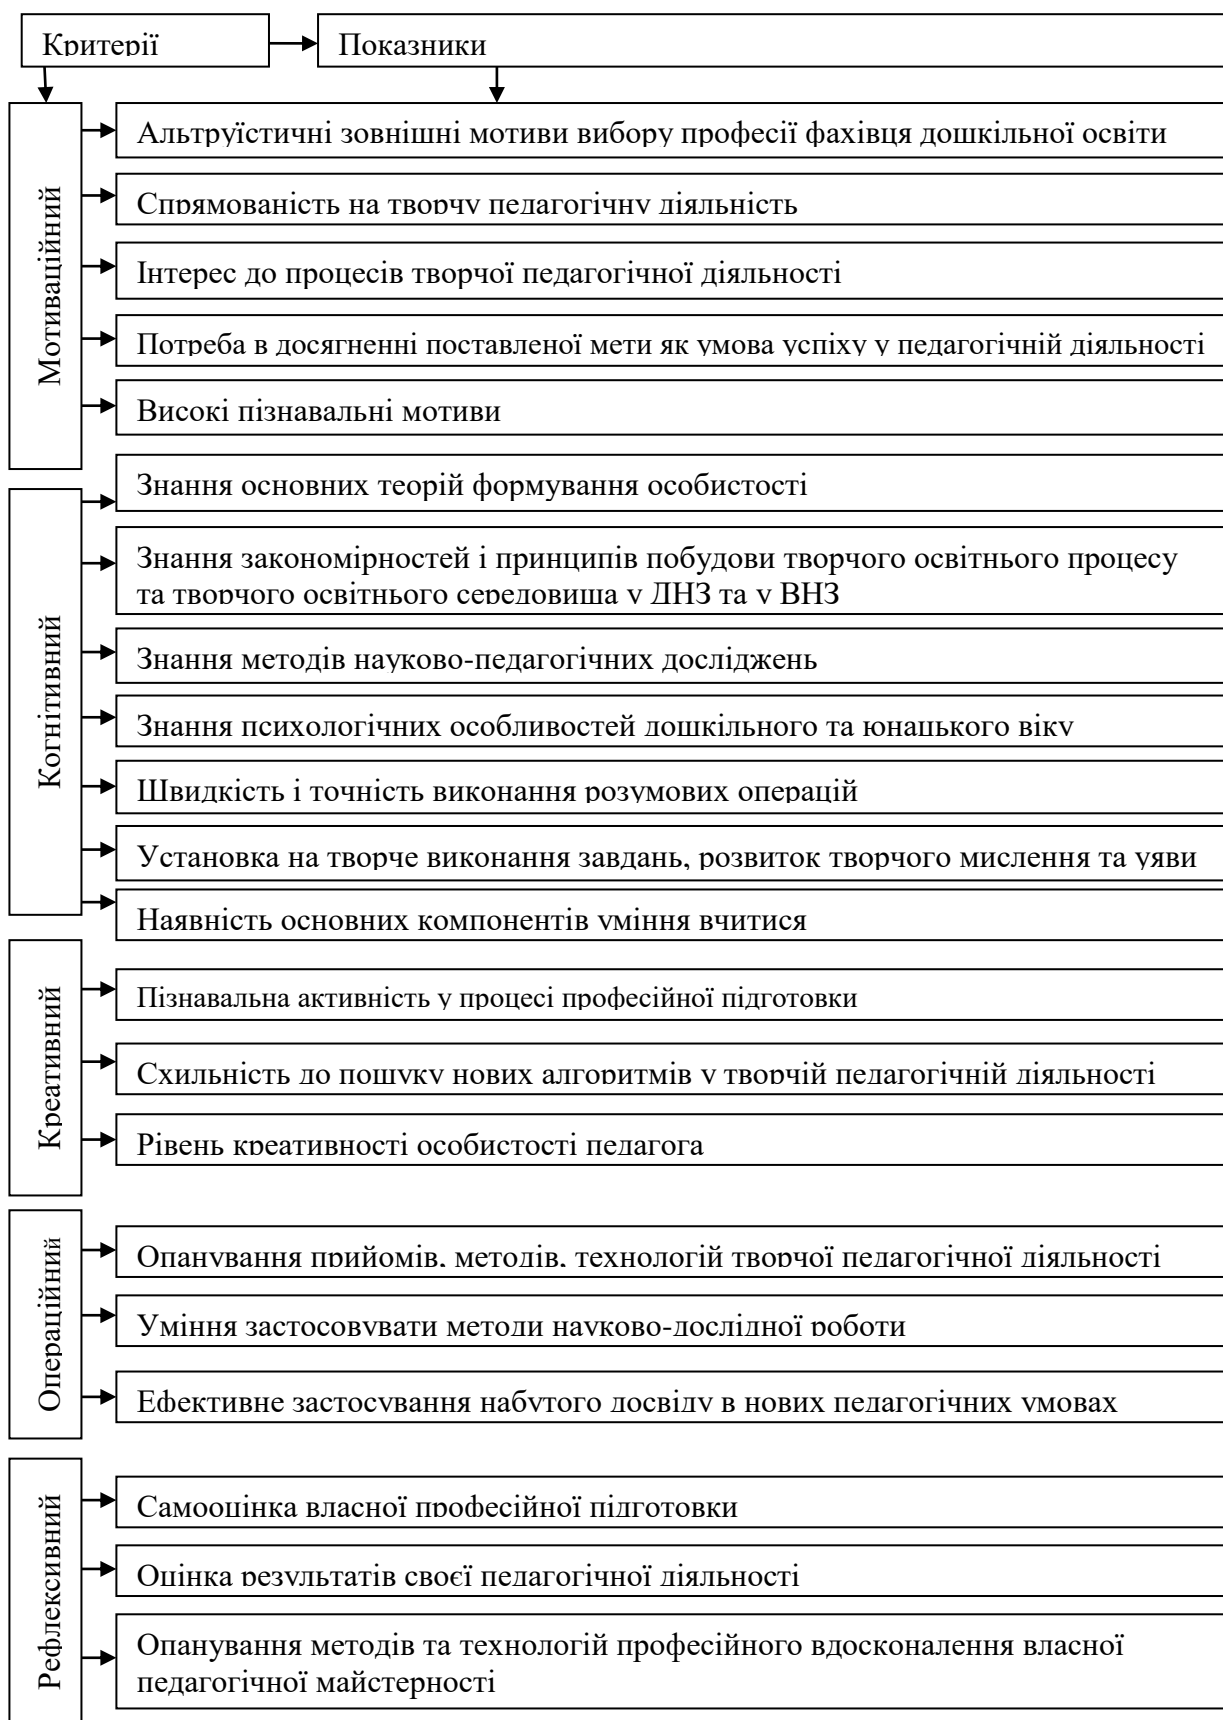 Критерії
Показники
Мотиваційний
Альтруїстичні зовнішні мотиви вибору професії фахівця дошкільної освіти
Спрямованість на творчу педагогічну діяльність
Інтерес до процесів творчої педагогічної діяльності
Потреба в досягненні поставленої мети як умова успіху у педагогічній діяльності
Високі пізнавальні мотиви
Когнітивний
Знання основних теорій формування особистості
Знання закономірностей і принципів побудови творчого освітнього процесу
та творчого освітнього середовища у ДНЗ та у ВНЗ
Знання методів науково-педагогічних досліджень
Знання психологічних особливостей дошкільного та юнацького віку
Швидкість і точність виконання розумових операцій
Установка на творче виконання завдань, розвиток творчого мислення та уяви
Наявність основних компонентів уміння вчитися
Креативний
Пізнавальна активність у процесі професійної підготовки
Схильність до пошуку нових алгоритмів у творчій педагогічній діяльності
Рівень креативності особистості педагога
Операційний
Опанування прийомів, методів, технологій творчої педагогічної діяльності
Уміння застосовувати методи науково-дослідної роботи
Ефективне застосування набутого досвіду в нових педагогічних умовах
Рефлексивний
Самооцінка власної професійної підготовки
Оцінка результатів своєї педагогічної діяльності
Опанування методів та технологій професійного вдосконалення власної
педагогічної майстерності